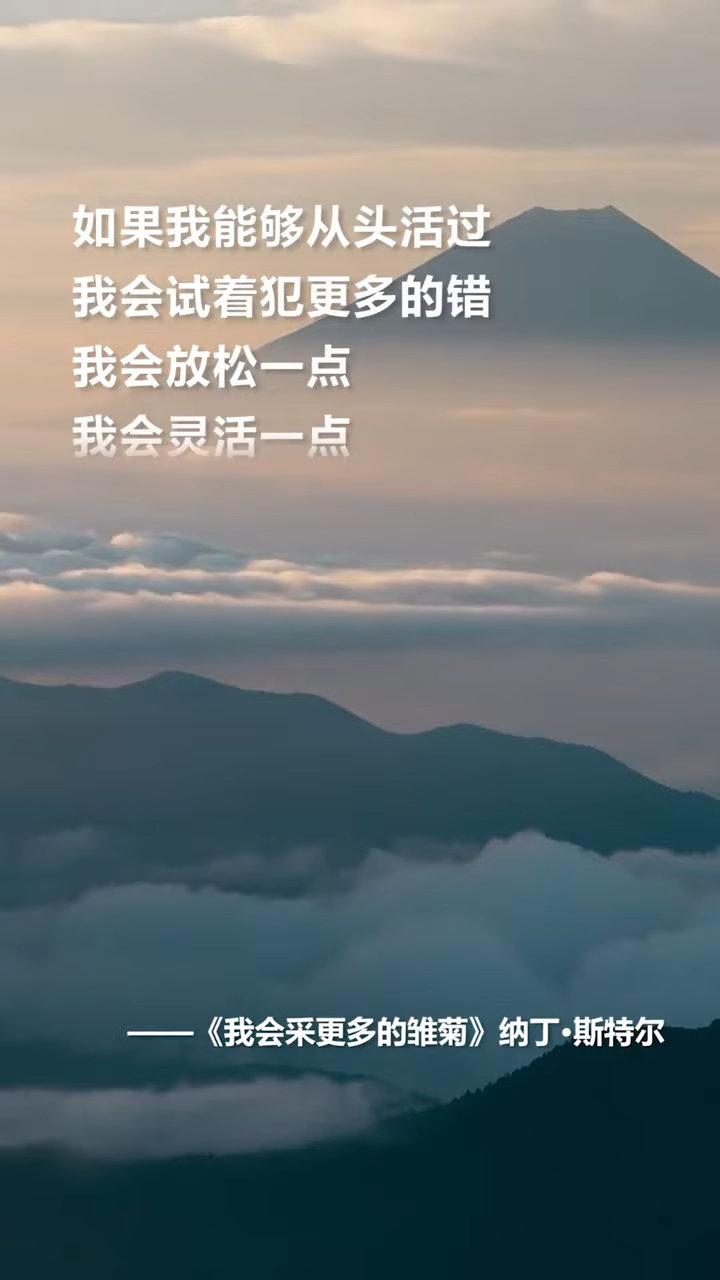 如果我能够从头活过
我会试着犯更多的错
我会放松一点
我会灵活一点
——《我会采更多的雏菊》纳丁·斯特尔